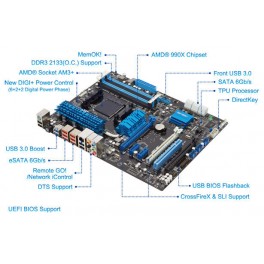 MemOK!
AMD® 990X Chipset
DDR3 2133(O.C.) Support
AMD® Socket AM3+
Front USB 3.0
New DIGI+ Power Control
SATA 6Gb/s
(6+2+2 Digital Power Phase)
TPU Processor
DirectKey
USB 3.0 Boost
eSATA 6Gb/s
Remote GO!
/Network iControl
USB BIOS Flashback
DTS Support
CrossFireX & SLI Support
UEFI BIOS Support